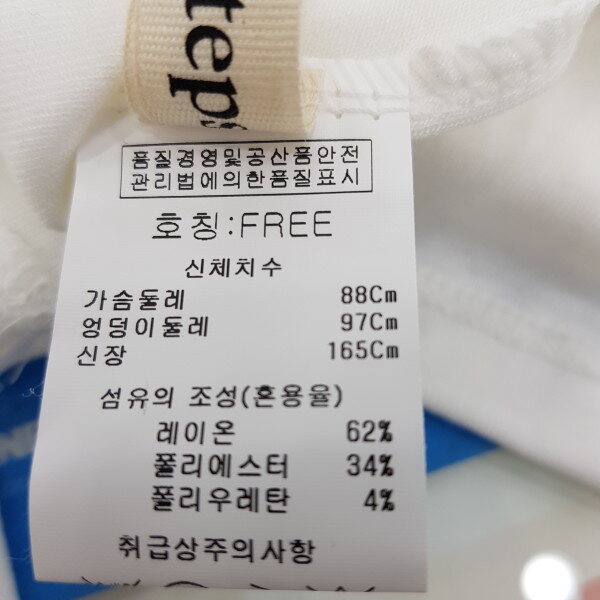 tep
품질경영및공산품안전
관리법에의한품질표시
호칭:FREE
신체치수
가슴둘레 88Cm
엉덩이둘레 97Cm
신장 165Cm
섬유의 조성(혼용율)
레이온 62%
폴리에스터 34%
폴리우레탄 4%
취급상주의사항